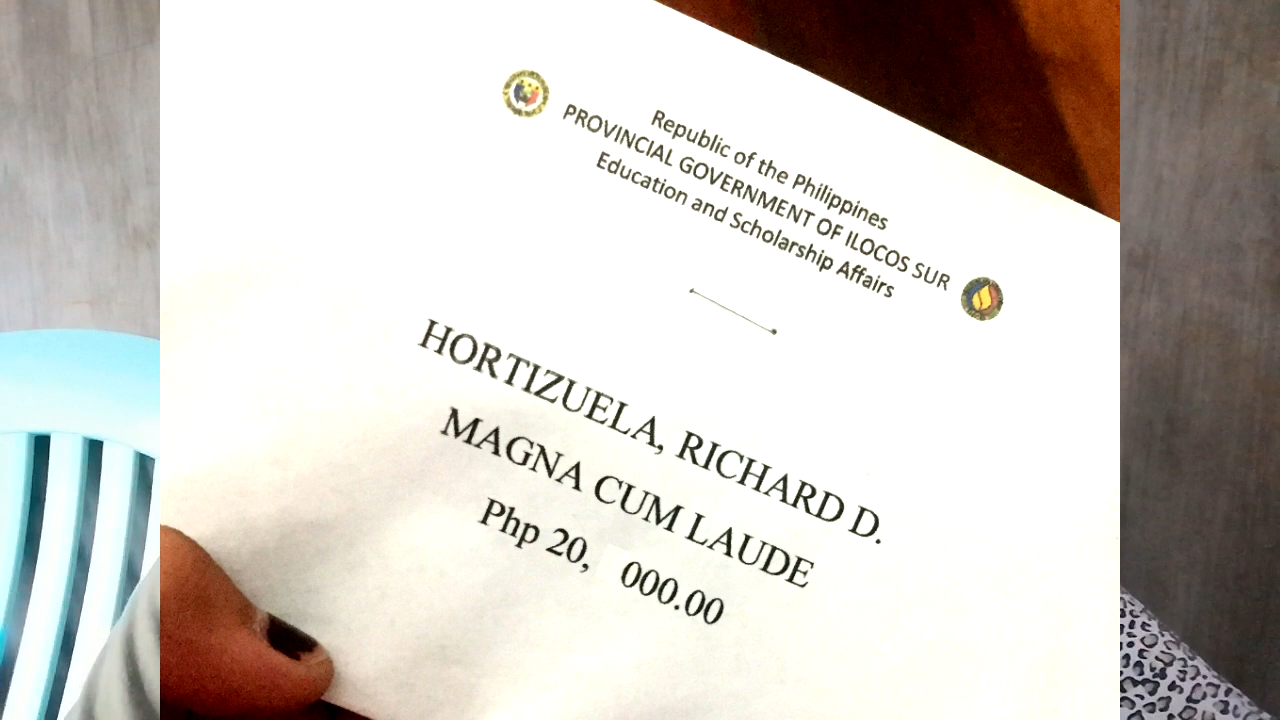 Republic of the Philippines
PROVINCIAL GOVERNMENT OF ILOCOS SUR
Education and Scholarship Affairs
HORTIZUELA, RICHARD D.
MAGNA CUM LAUDE
Php 20, 000.00